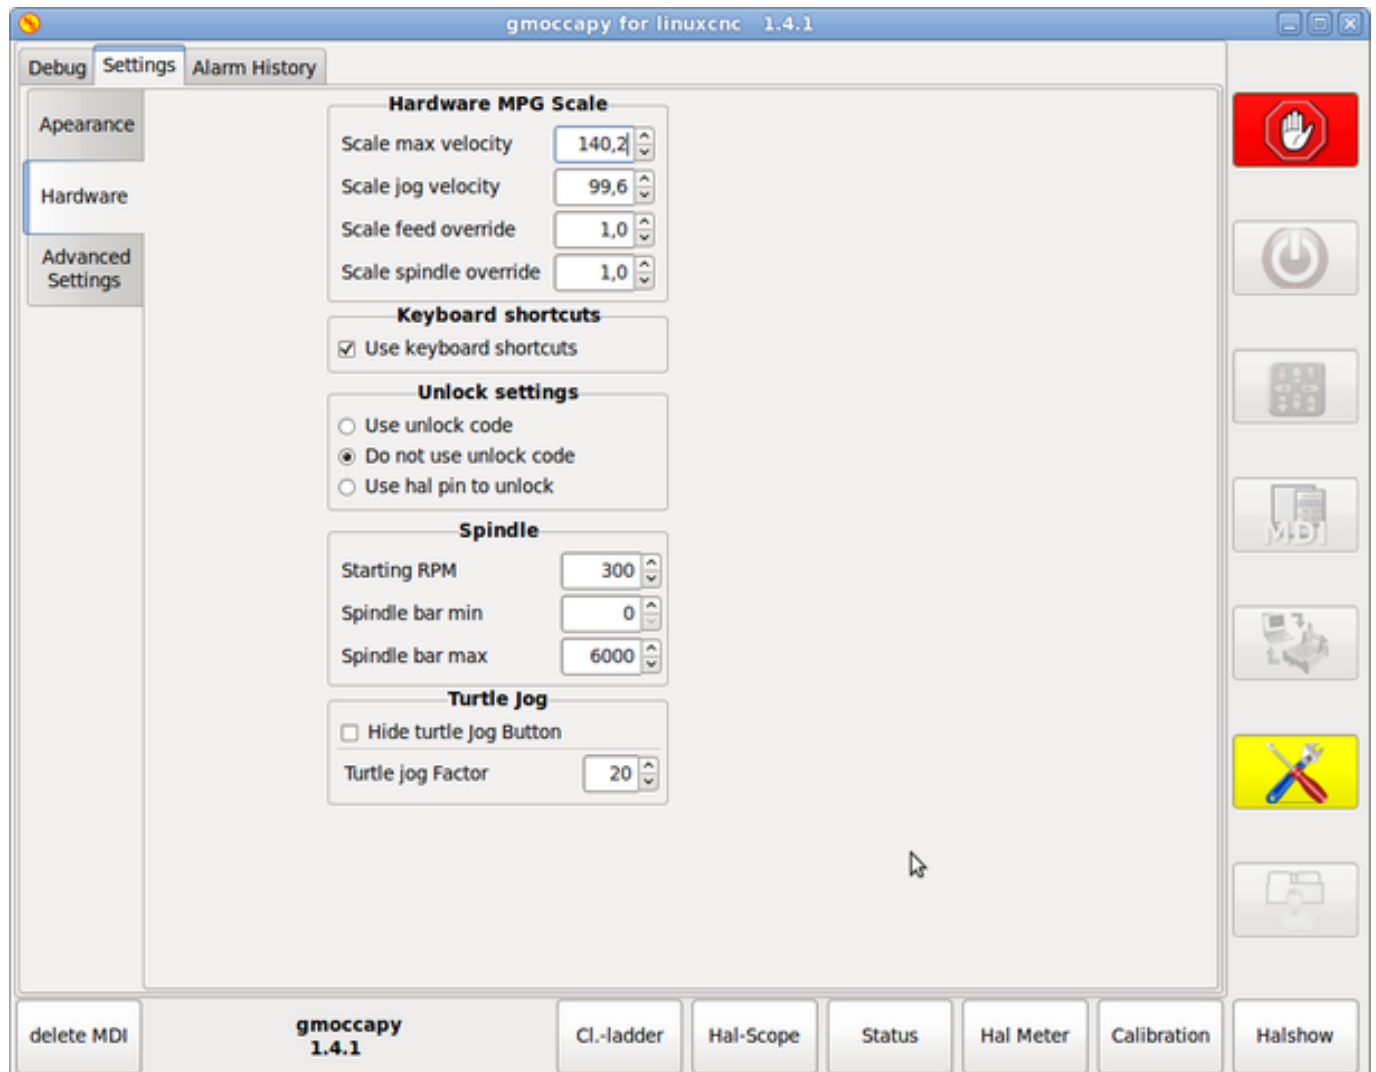 gmoccapy for linuxcnc 1.4.1
Debug Settings Alarm History
Apearance
Hardware
Advanced
Settings
Hardware MPG Scale
Scale max velocity 140,2
Scale jog velocity 99,6
Scale feed override 1,0
Scale spindle override 1,0
Keyboard shortcuts
Use keyboard shortcuts
Unlock settings
Use unlock code
Do not use unlock code
Use hal pin to unlock
Spindle
Starting RPM 300
Spindle bar min 0
Spindle bar max 6000
Turtle Jog
Hide turtle Jog Button
Turtle jog Factor 20
MDI
delete MDI
gmoccapy
1.4.1
Cl.-ladder Hal-Scope Status Hal Meter Calibration Halshow